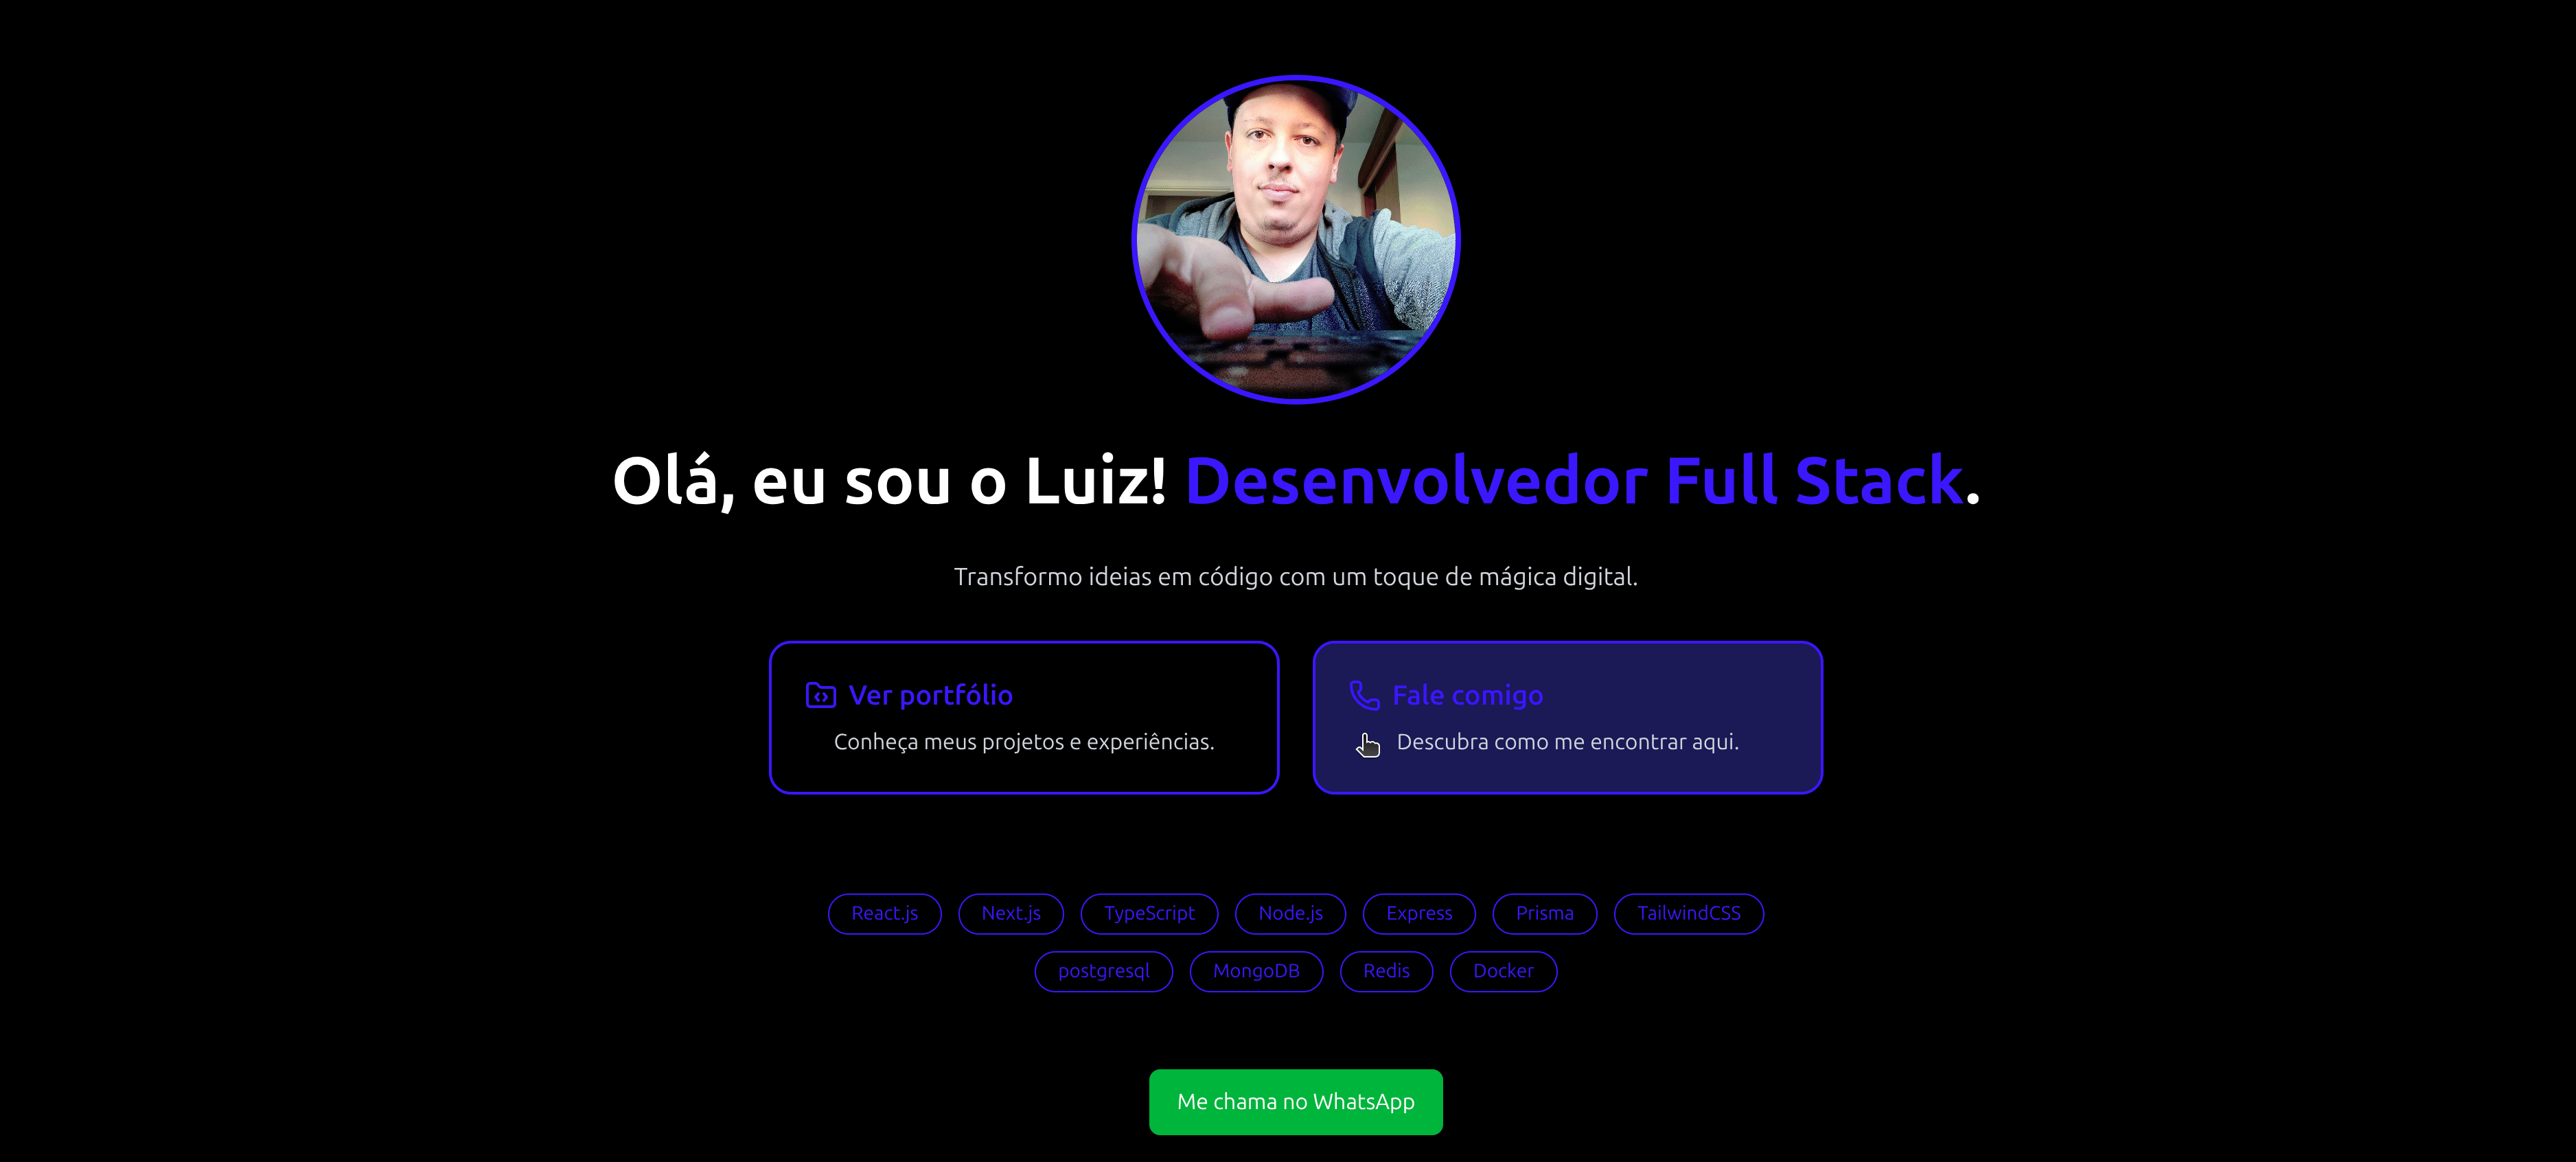 Olá, eu sou o Luiz! Desenvolvedor Full Stack.
Transformo ideias em código com um toque de mágica digital.
Ver portfólio
Conheça meus projetos e experiências.
Fale comigo
Descubra como me encontrar aqui.
React.js Next.js TypeScript Node.js Express Prisma TailwindCSS
postgresql MongoDB Redis Docker
Me chama no WhatsApp